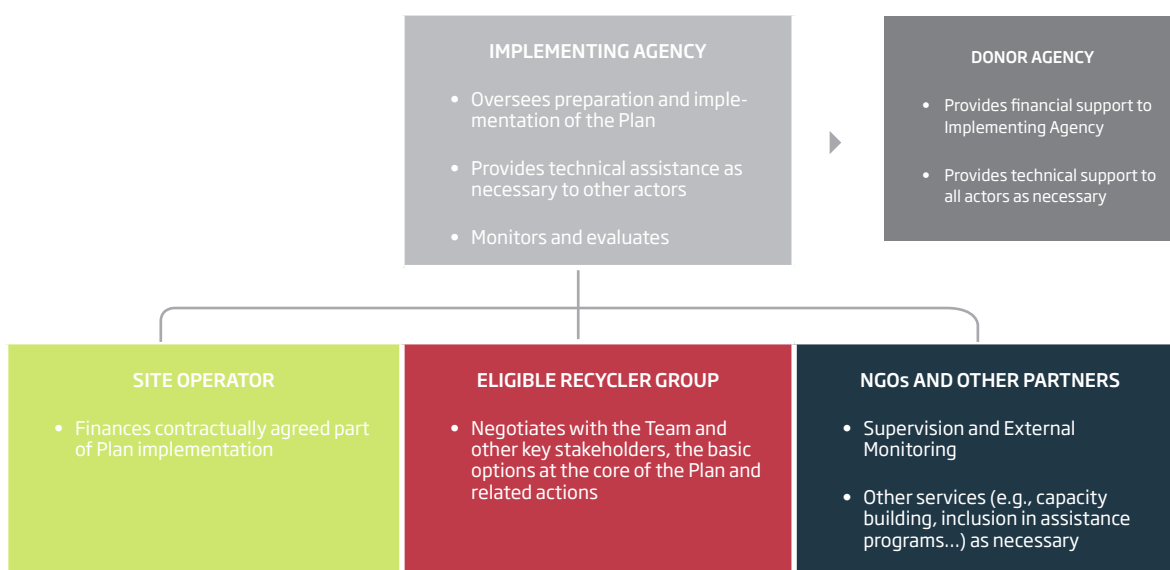 IMPLEMENTING AGENCY
• Oversees preparation and imple-
mentation of the Plan
• Provides technical assistance as
necessary to other actors
• Monitors and evaluates
DONOR AGENCY
• Provides financial support to
Implementing Agency
• Provides technical support to
all actors as necessary
SITE OPERATOR
• Finances contractually agreed part
of Plan implementation
ELIGIBLE RECYCLER GROUP
• Negotiates with the Team and
other key stakeholders, the basic
options at the core of the Plan and
related actions
NGOs AND OTHER PARTNERS
• Supervision and External
Monitoring
• Other services (e.g., capacity
building, inclusion in assistance
programs...) as necessary